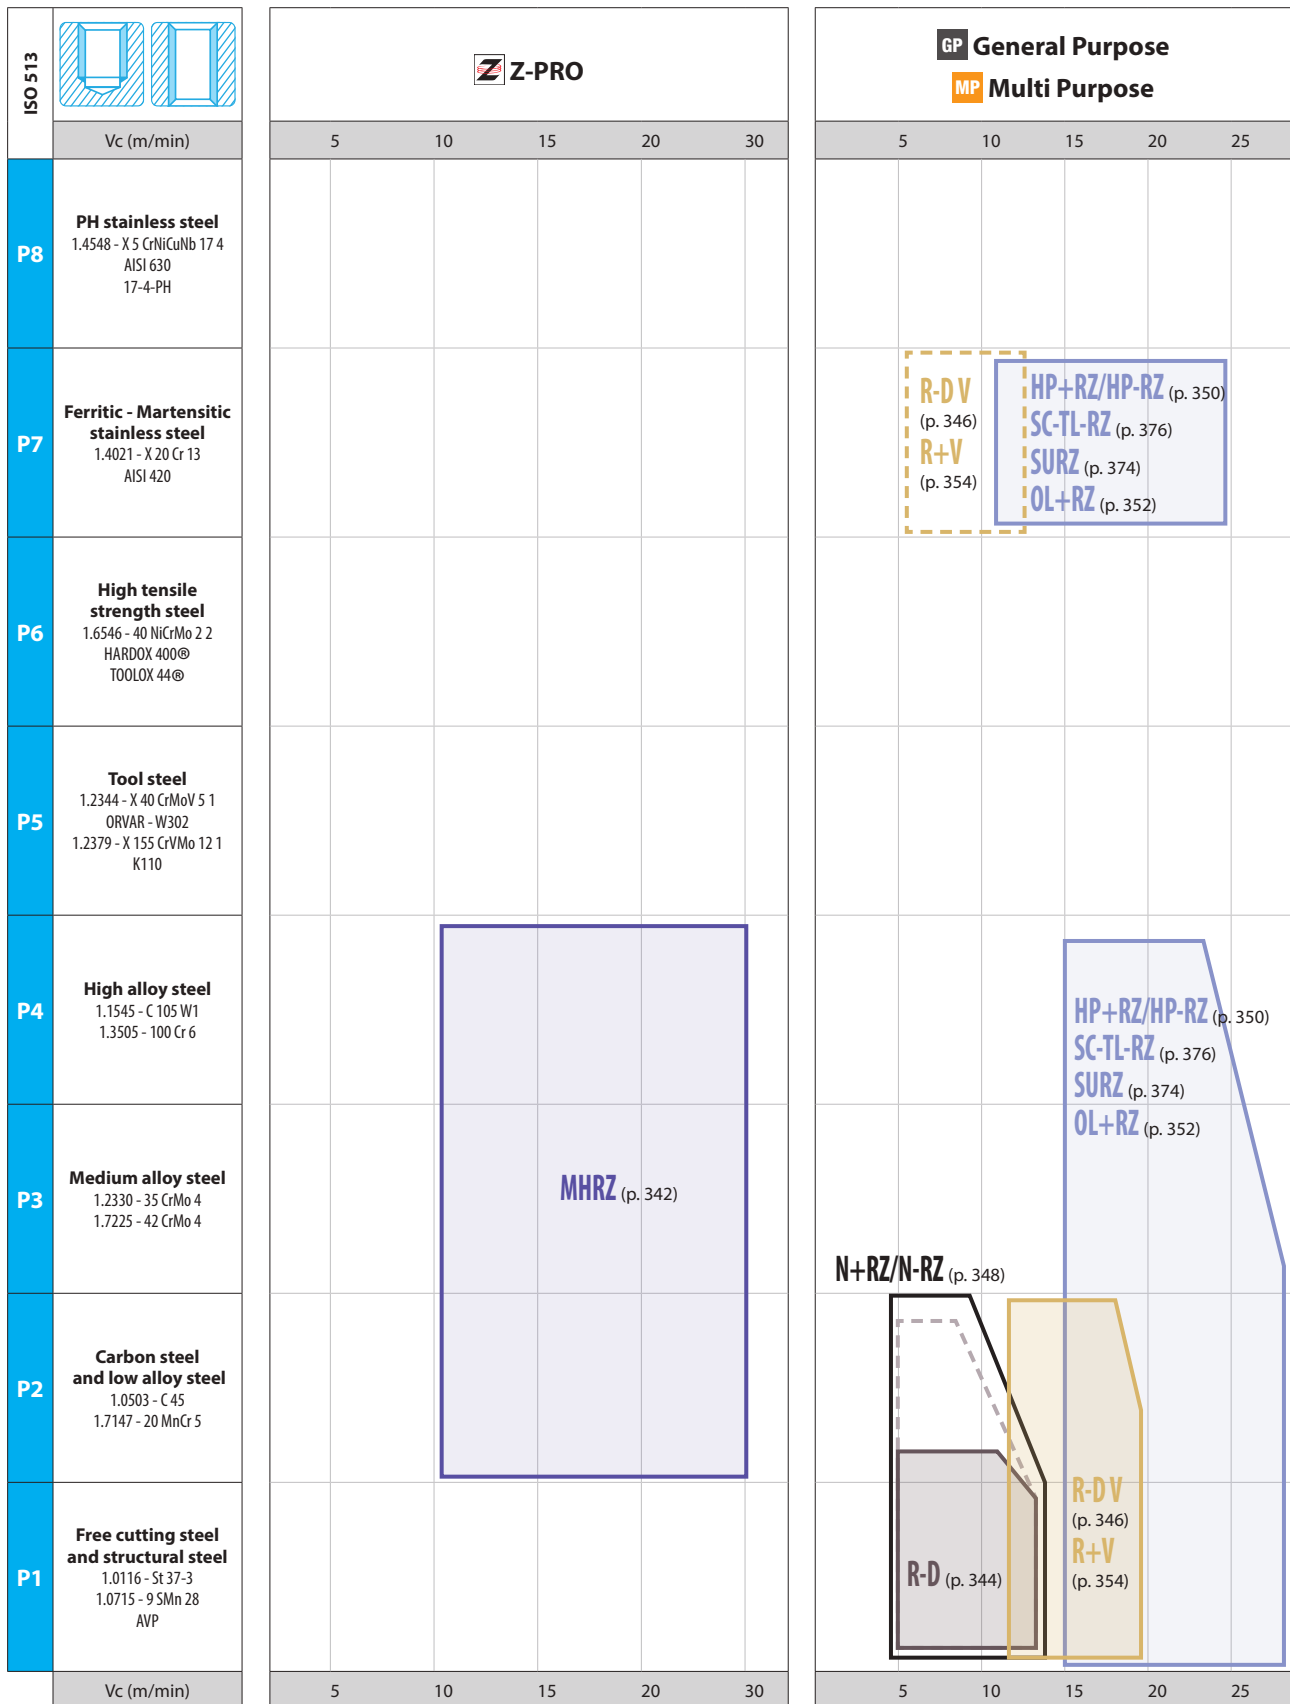 ISO 513
Z Z-PRO
GP General Purpose
MP Multi Purpose
Vc (m/min)
5 10 15 20 30
5 10 15 20 25
P8
PH stainless steel
1.4548 - X 5 CrNiCuNb 17 4
AISI 630
17-4-PH
P7
Ferritic - Martensitic
stainless steel
1.4021 - X 20 Cr 13
AISI 420
R-D V
(p. 346)
R+V
(p. 354)
HP+RZ/HP-RZ (p. 350)
SC-TL-RZ (p. 376)
SURZ (p. 374)
OL+RZ (p. 352)
P6
High tensile
strength steel
1.6546 - 40 NiCrMo 2 2
HARDOX 400®
TOOLOX 44®
P5
Tool steel
1.2344 - X 40 CrMoV 5 1
ORVAR - W302
1.2379 - X 155 CrVMo 12 1
K110
P4
High alloy steel
1.1545 - C 105 W1
1.3505 - 100 Cr 6
HP+RZ/HP-RZ (p. 350)
SC-TL-RZ (p. 376)
SURZ (p. 374)
OL+RZ (p. 352)
P3
Medium alloy steel
1.2330 - 35 CrMo 4
1.7225 - 42 CrMo 4
MHRZ (p. 342)
N+RZ/N-RZ (p. 348)
P2
Carbon steel
and low alloy steel
1.0503 - C 45
1.7147 - 20 MnCr 5
P1
Free cutting steel
and structural steel
1.0116 - St 37-3
1.0715 - 9 SMn 28
AVP
R-D (p. 344)
R-D V
(p. 346)
R+V
(p. 354)
Vc (m/min)
5 10 15 20 30
5 10 15 20 25